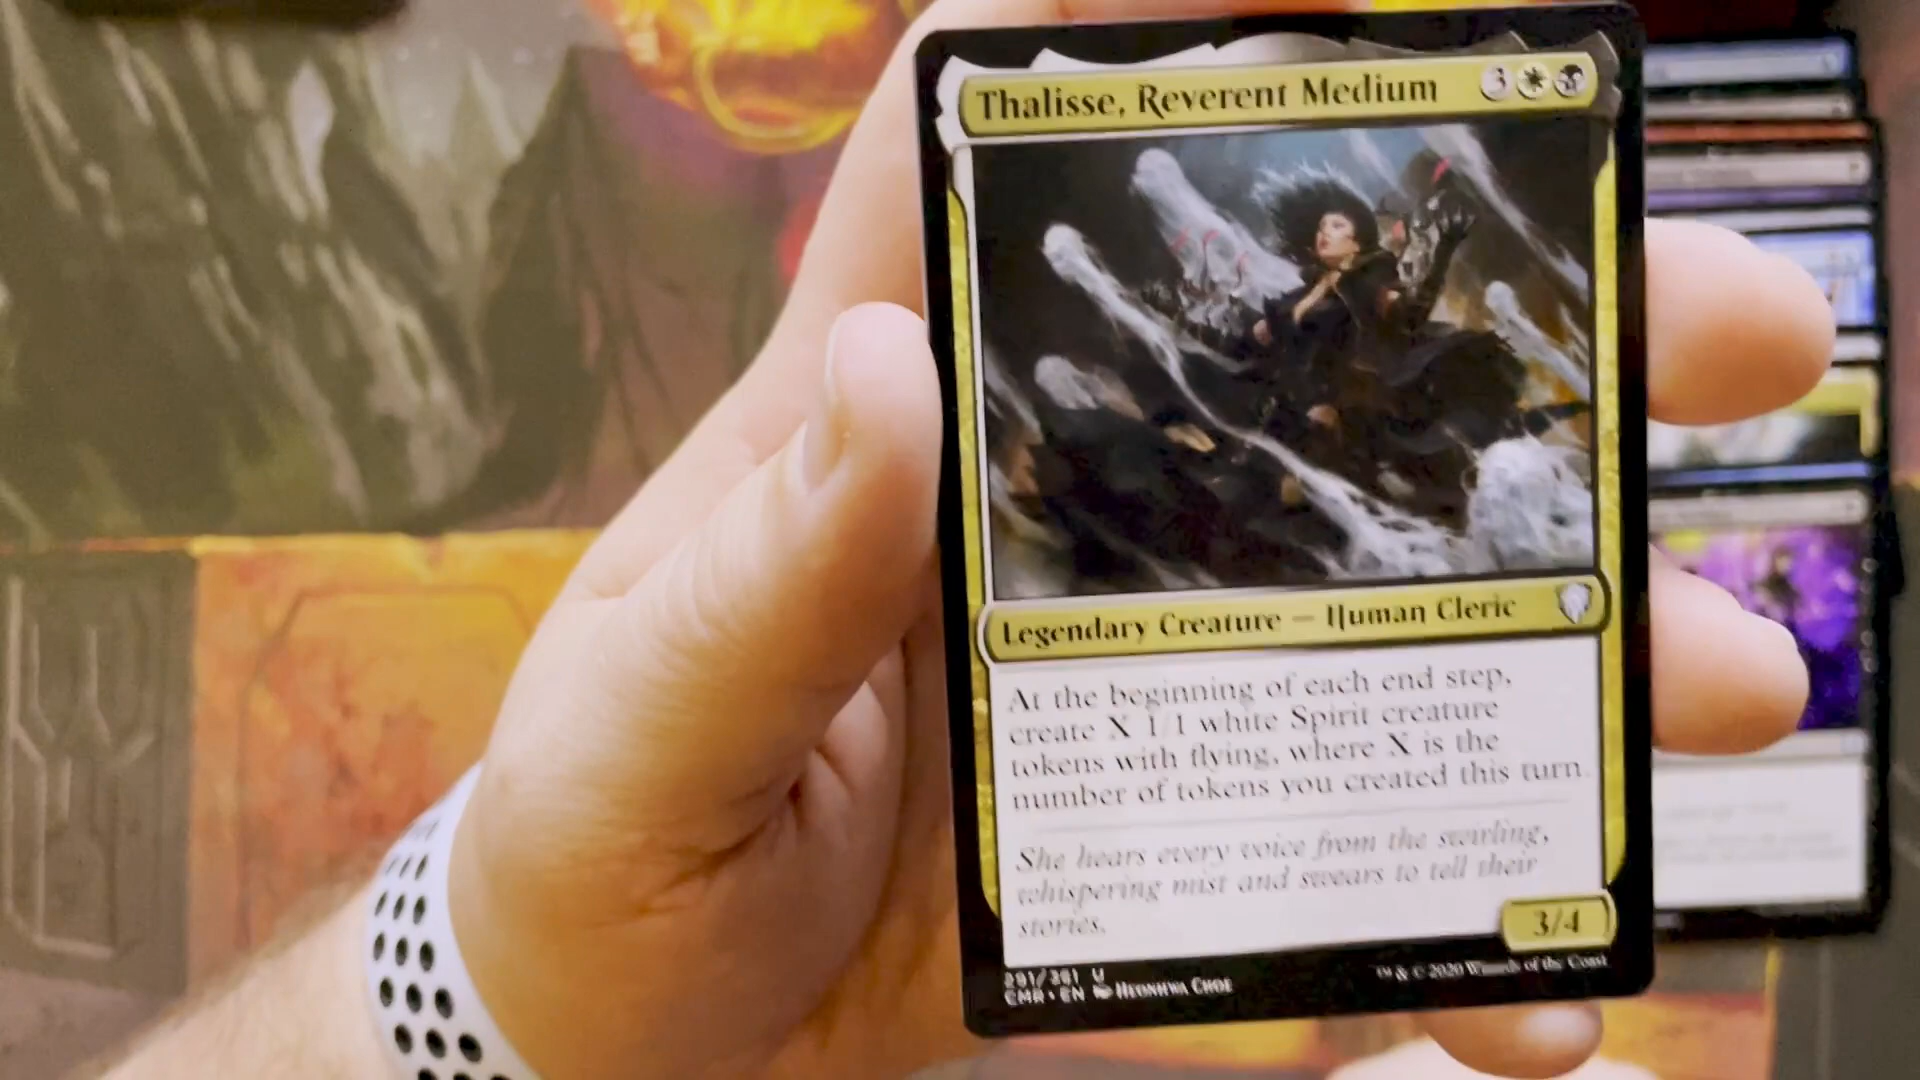 Thalisse, Reverent Medium 3
Legendary Creature — Human Cleric
At the beginning of each end step,
create X 1/1 white Spirit creature
tokens with flying, where X is the
number of tokens you created this turn.
She hears every voice from the swirling,
whispering mist and swears to tell their
stories.
3/4
291/361 U
CMR • EN Heonhwa Choe
™ & © 2020 Wizards of the Coast